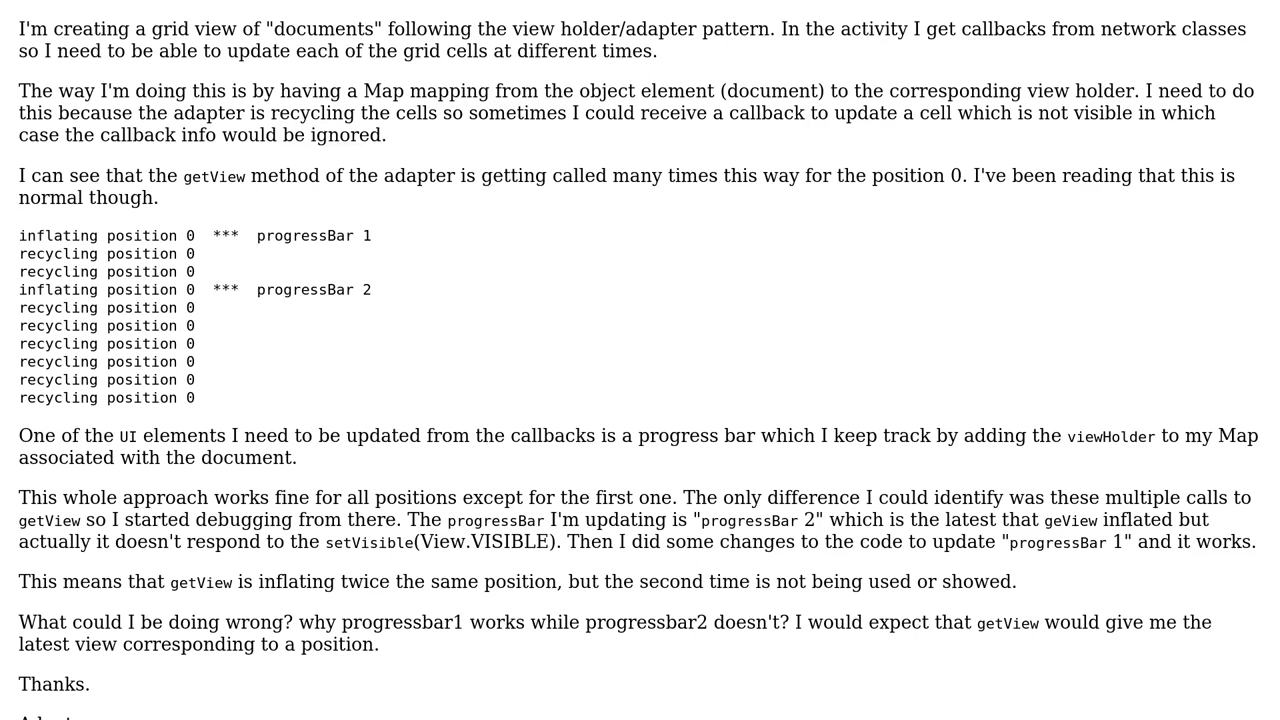 I'm creating a grid view of "documents" following the view holder/adapter pattern. In the activity I get callbacks from network classes
so I need to be able to update each of the grid cells at different times.
The way I'm doing this is by having a Map mapping from the object element (document) to the corresponding view holder. I need to do
this because the adapter is recycling the cells so sometimes I could receive a callback to update a cell which is not visible in which
case the callback info would be ignored.
I can see that the getView method of the adapter is getting called many times this way for the position 0. I've been reading that this is
normal though.
inflating position 0  ***  progressBar 1
recycling position 0
recycling position 0
inflating position 0  ***  progressBar 2
recycling position 0
recycling position 0
recycling position 0
recycling position 0
recycling position 0
recycling position 0
One of the UI elements I need to be updated from the callbacks is a progress bar which I keep track by adding the viewHolder to my Map
associated with the document.
This whole approach works fine for all positions except for the first one. The only difference I could identify was these multiple calls to
getView so I started debugging from there. The progressBar I'm updating is "progressBar 2" which is the latest that geView inflated but
actually it doesn't respond to the setVisible(View.VISIBLE). Then I did some changes to the code to update "progressBar 1" and it works.
This means that getView is inflating twice the same position, but the second time is not being used or showed.
What could I be doing wrong? why progressbar1 works while progressbar2 doesn't? I would expect that getView would give me the
latest view corresponding to a position.
Thanks.